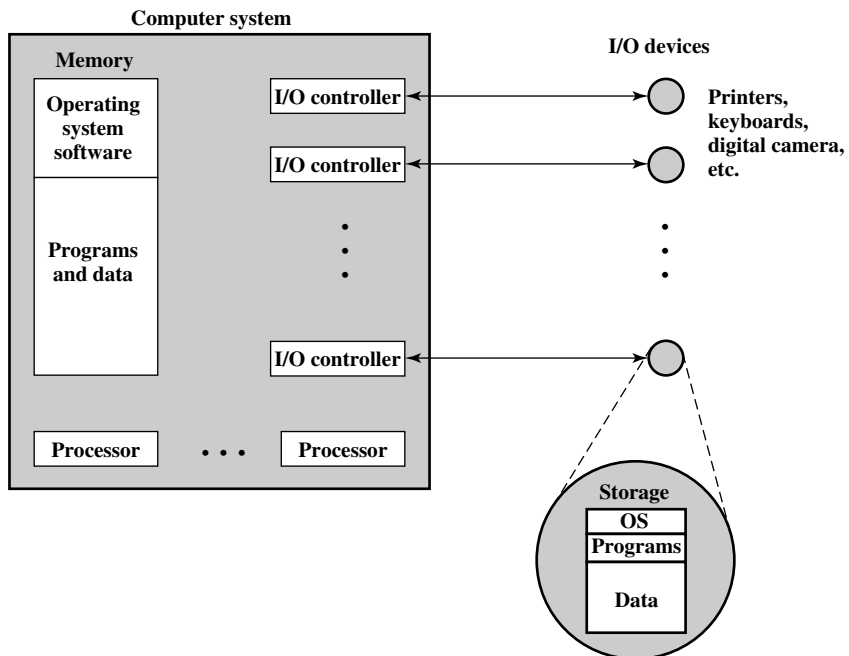 Computer system
Memory
Operating
system
software
Programs
and data
I/O controller
I/O controller
I/O controller
Processor
Processor
I/O devices
Printers,
keyboards,
digital camera,
etc.
Storage
OS
Programs
Data